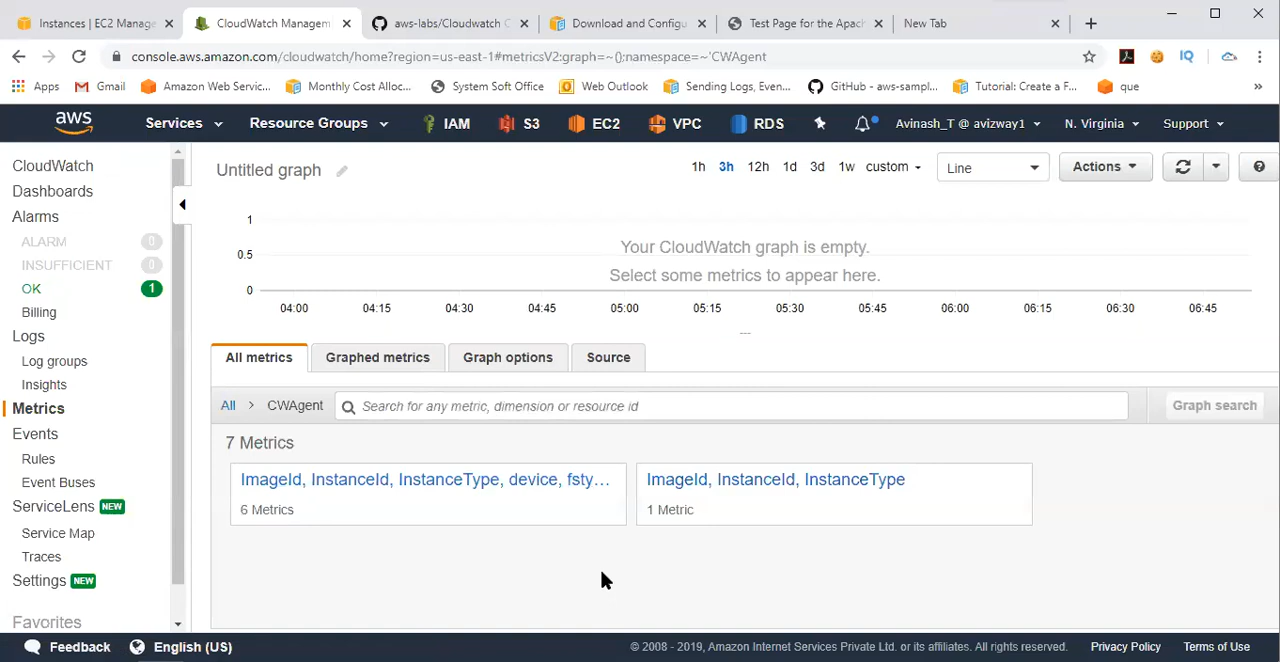 Instances | EC2 Manage
CloudWatch Managem
aws-labs/Cloudwatch C
Download and Configu
Test Page for the Apach
New Tab
console.aws.amazon.com/cloudwatch/home?region=us-east-1#metricsV2:graph=~();namespace=~'CWAgent
Apps
Gmail
Amazon Web Servic...
Monthly Cost Alloc...
System Soft Office
Web Outlook
Sending Logs, Even...
GitHub - aws-sampl...
Tutorial: Create a F...
que
»
aws
Services
Resource Groups
IAM
S3
EC2
VPC
RDS
Avinash_T @ avizway1
N. Virginia
Support
CloudWatch
Dashboards
Alarms
ALARM 0
INSUFFICIENT 0
OK 1
Billing
Logs
Log groups
Insights
Metrics
Events
Rules
Event Buses
ServiceLens NEW
Service Map
Traces
Settings NEW
Favorites
Untitled graph
1h 3h 12h 1d 3d 1w custom
Line
Actions
1
0.5
0
Your CloudWatch graph is empty.
Select some metrics to appear here.
04:00 04:15 04:30 04:45 05:00 05:15 05:30 05:45 06:00 06:15 06:30 06:45
All metrics
Graphed metrics
Graph options
Source
All > CWAgent
Search for any metric, dimension or resource id
Graph search
7 Metrics
ImageId, InstanceId, InstanceType, device, fsty...
6 Metrics
ImageId, InstanceId, InstanceType
1 Metric
Feedback
English (US)
© 2008 - 2019, Amazon Internet Services Private Ltd. or its affiliates. All rights reserved.
Privacy Policy
Terms of Use